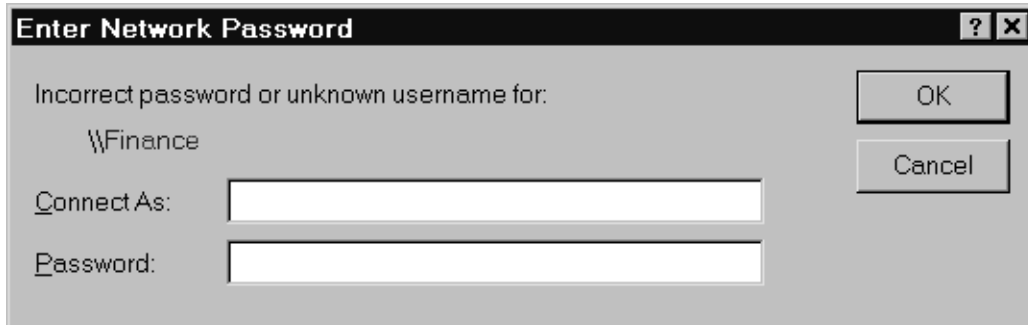 Enter Network Password
Incorrect password or unknown username for:
\\Finance
Connect As:
Password:
OK
Cancel